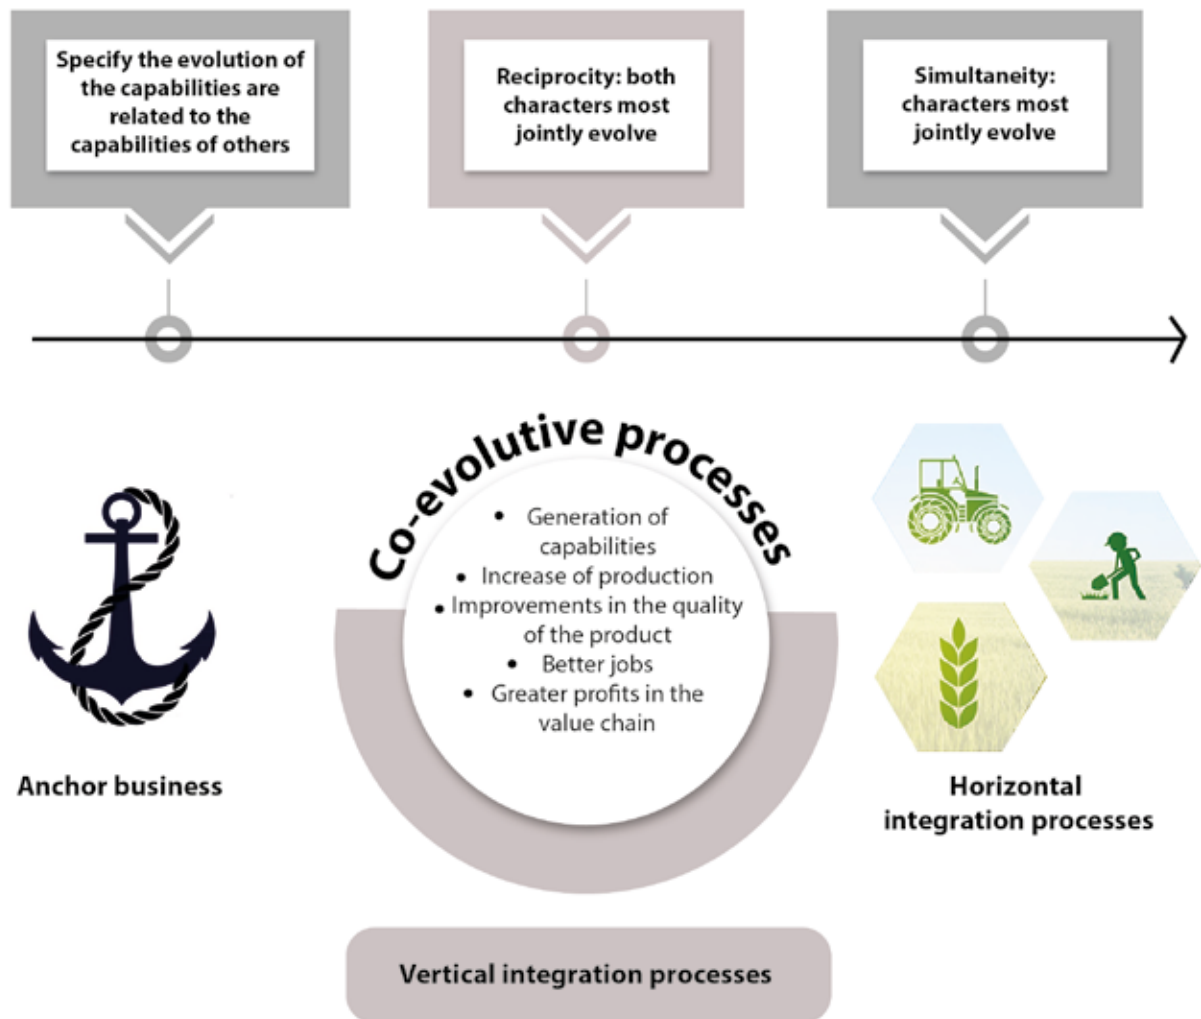 Specify the evolution of
the capabilities are
related to the
capabilities of others
Reciprocity: both
characters most
jointly evolve
Simultaneity:
characters most
jointly evolve
Co-evolutive processes
• Generation of
capabilities
• Increase of production
• Improvements in the quality
of the product
• Better jobs
• Greater profits in the
value chain
Anchor business
Horizontal
integration processes
Vertical integration processes